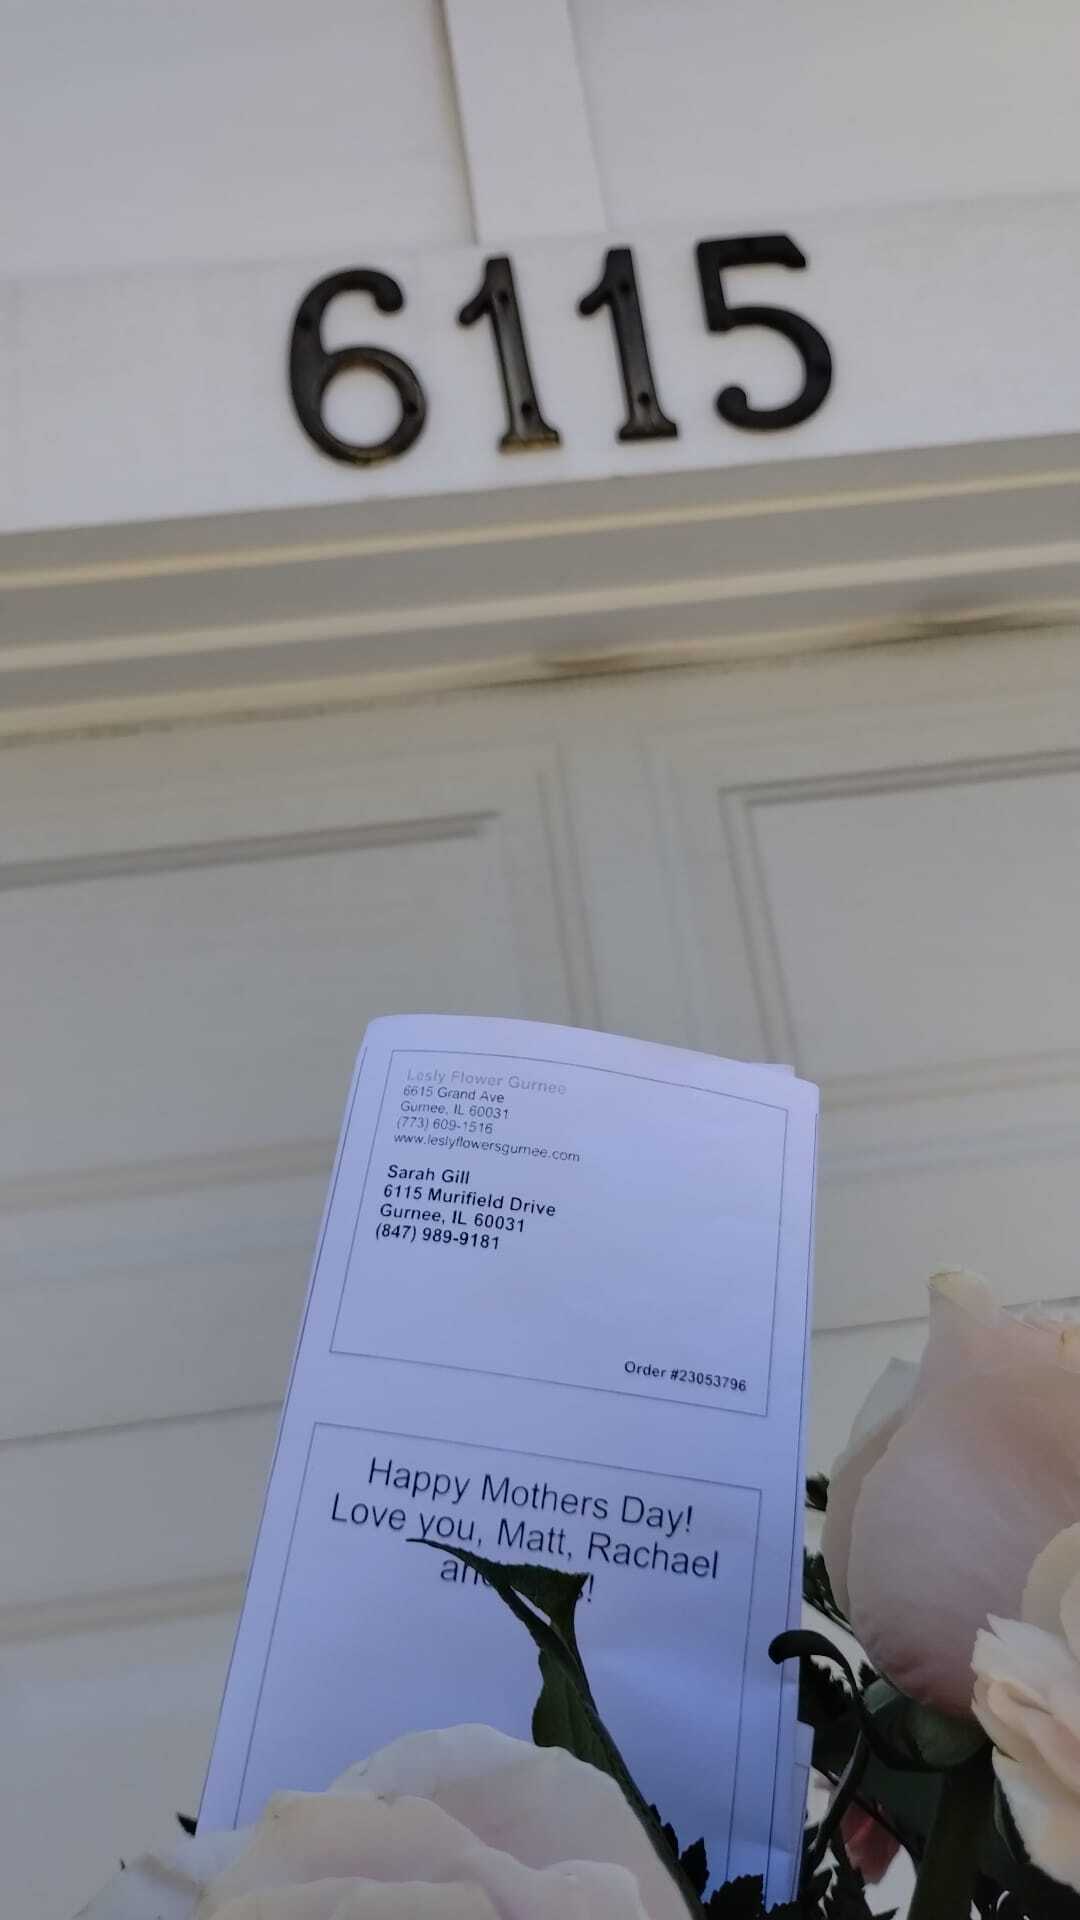 6115
Lesly Flower Gurnee
6615 Grand Ave
Gurnee, IL 60031
(773) 609-1516
www.leslyflowersgurnee.com
Sarah Gill
6115 Murifield Drive
Gurnee, IL 60031
(847) 989-9181
Order #23053796
Happy Mothers Day!
Love you, Matt, Rachael